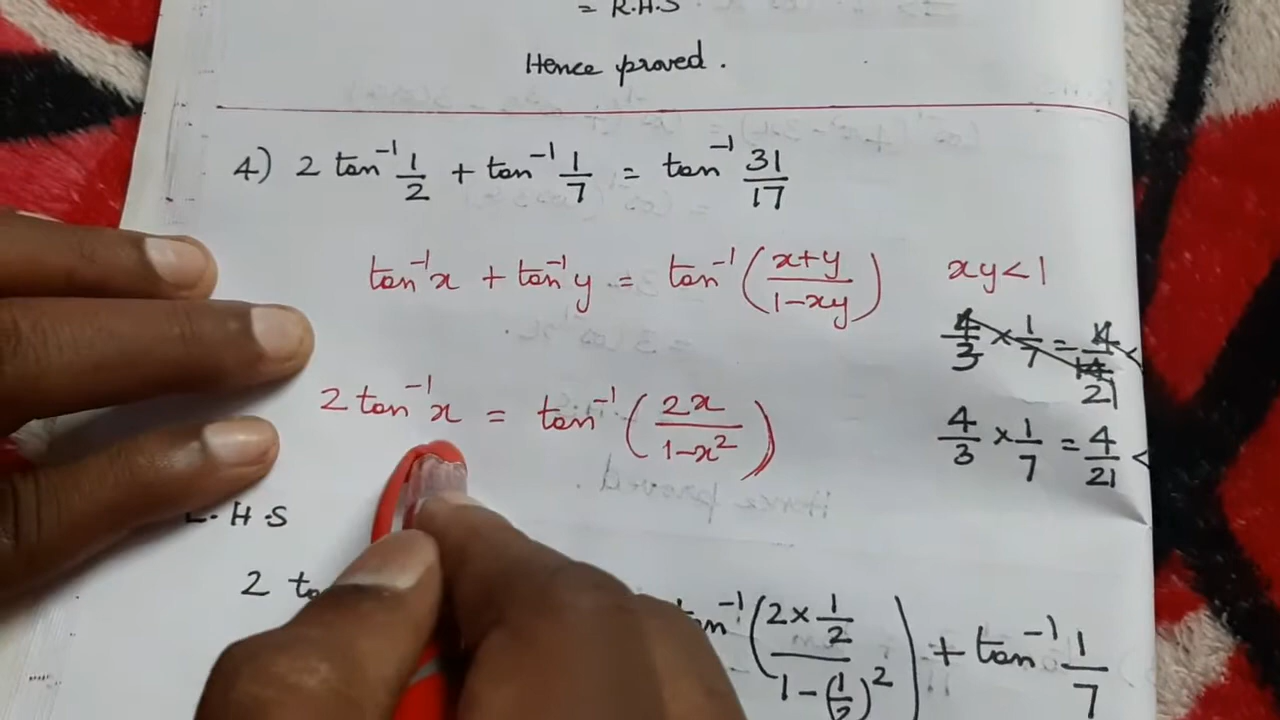 = R.H.S
Hence proved.
4) 2 tan⁻¹ 1/2 + tan⁻¹ 1/7 = tan⁻¹ 31/17
tan⁻¹x + tan⁻¹y = tan⁻¹((x+y)/(1-xy)) xy<1
4/3 × 1/7 = 4/21 <
2 tan⁻¹x = tan⁻¹(2x/(1-x²))
4/3 × 1/7 = 4/21 <
L.H.S
2 (2×1/2)/(1-(1/2)²) + tan⁻¹ 1/7